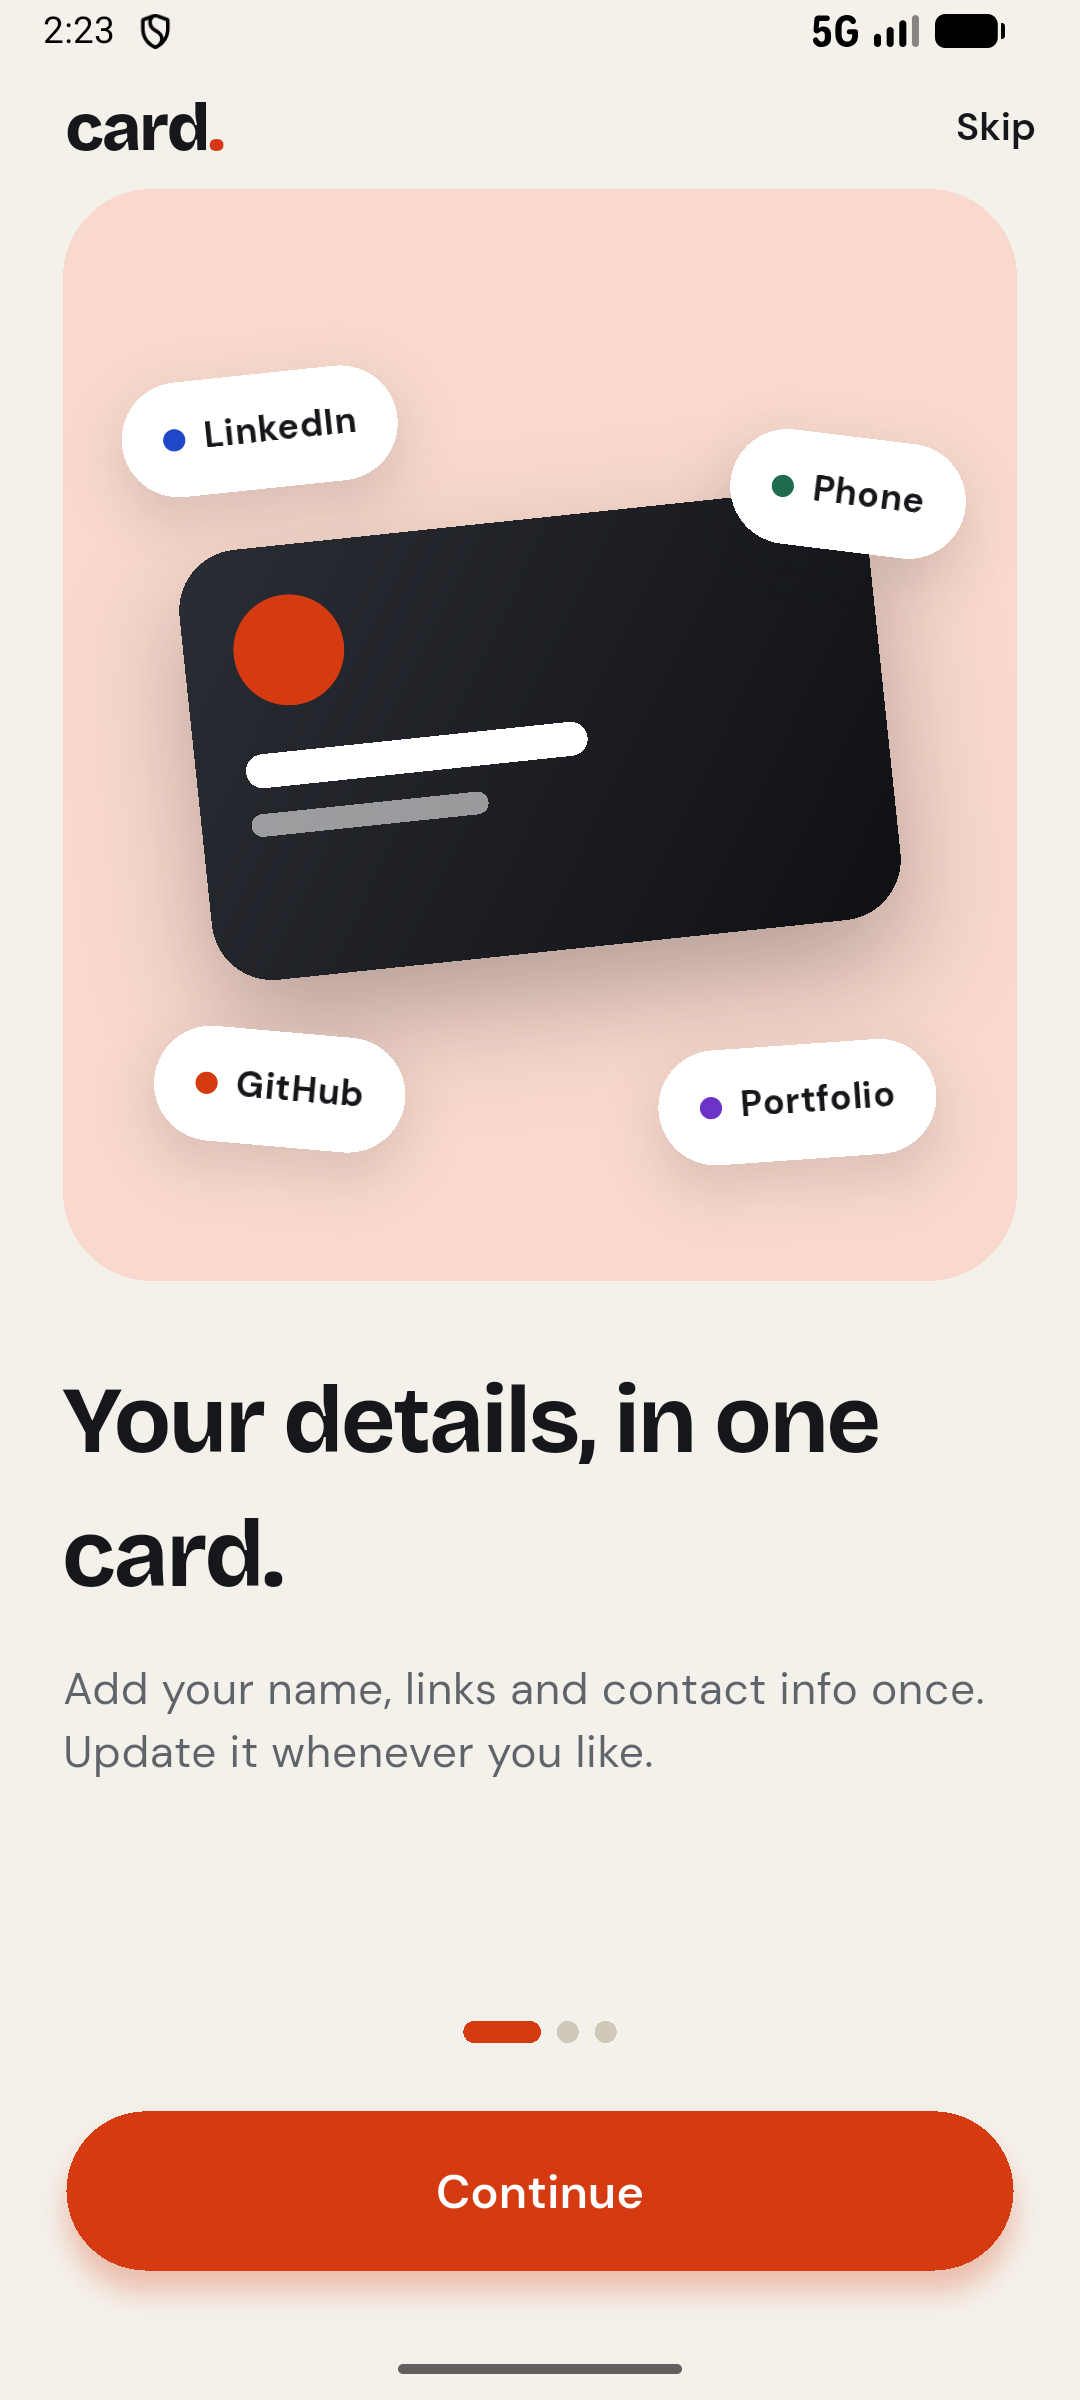 2:23 5G
card. Skip
LinkedIn
Phone
GitHub
Portfolio
Your details, in one
card.
Add your name, links and contact info once.
Update it whenever you like.
Continue